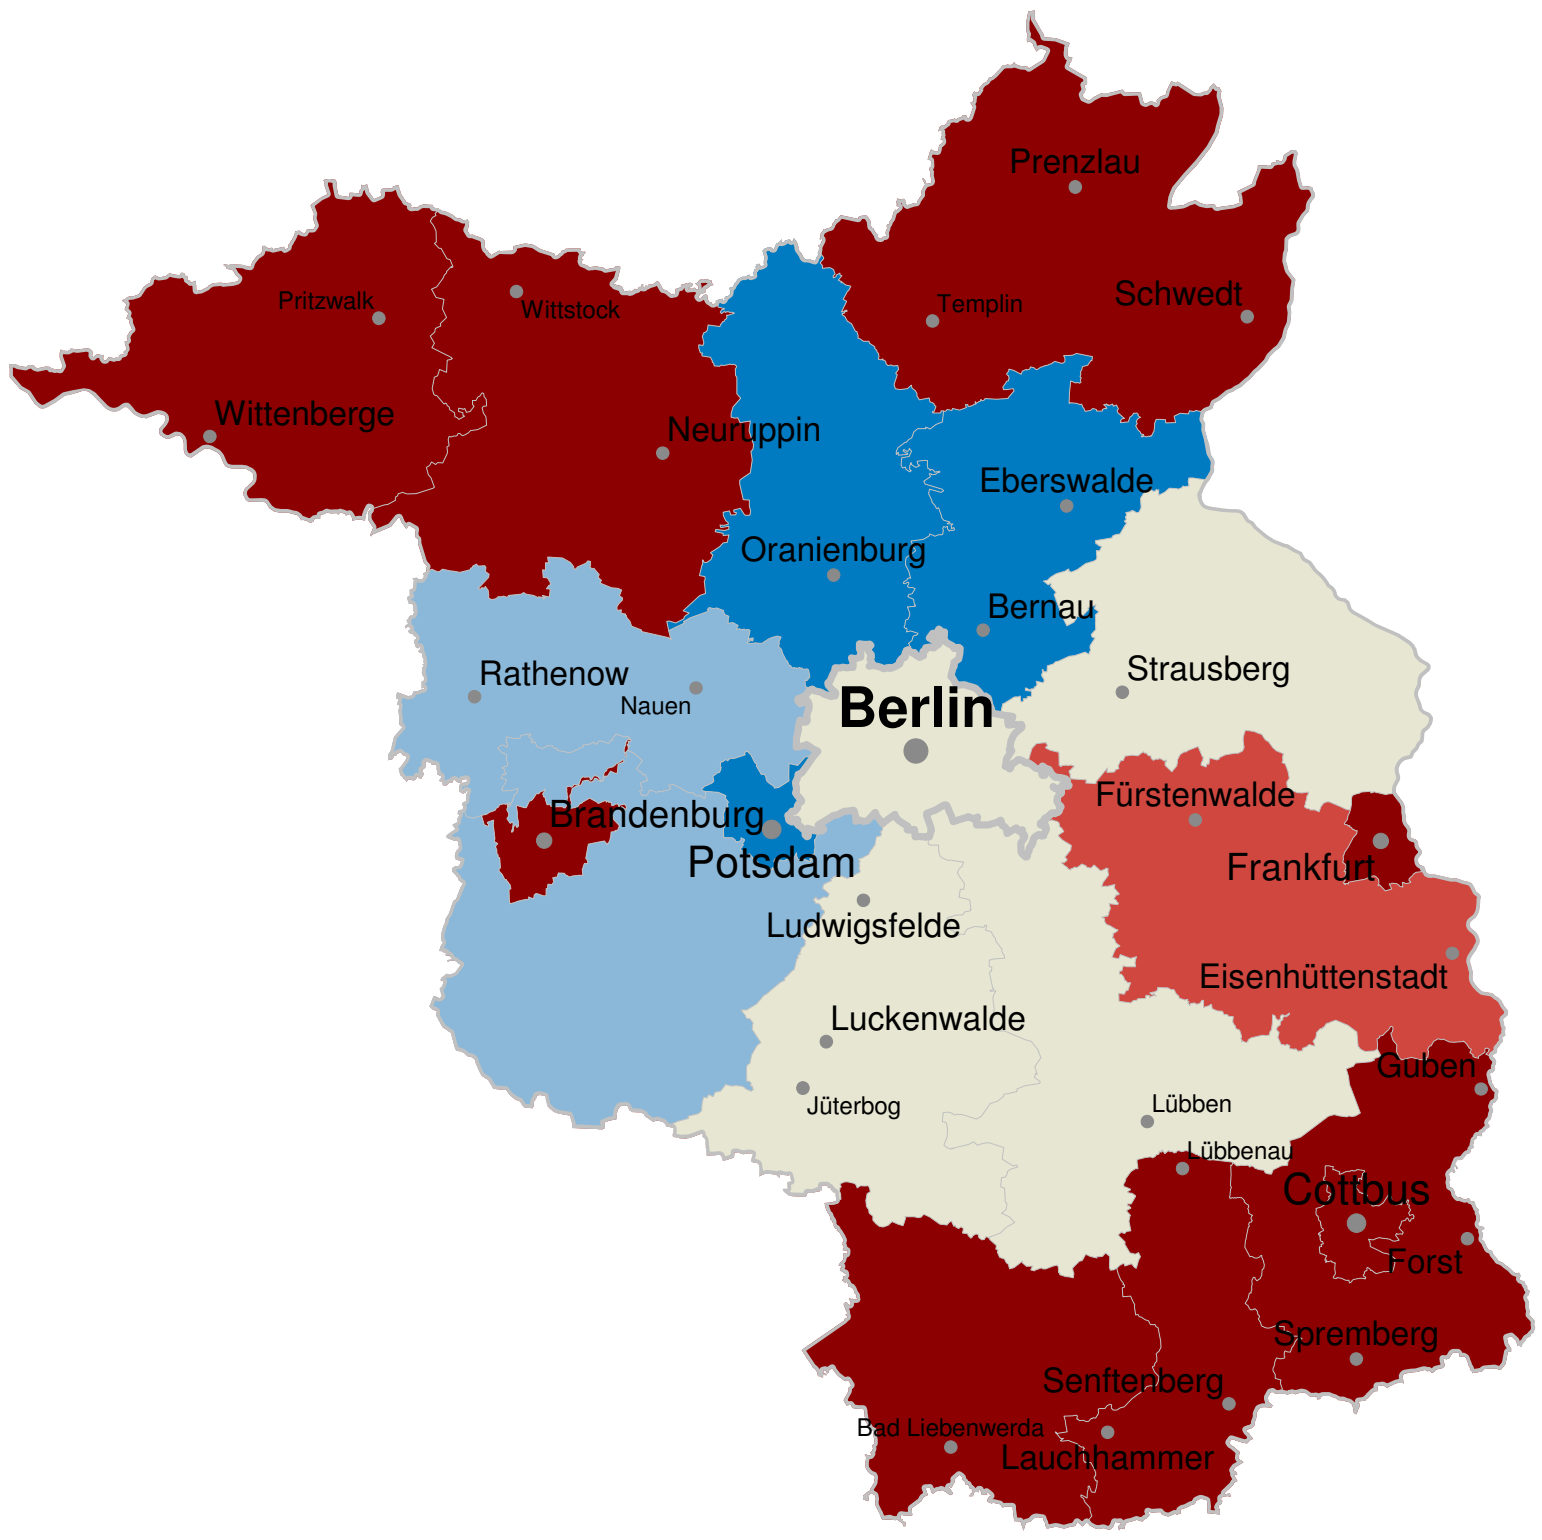 Prenzlau
Schwedt
Templin
Pritzwalk
Wittstock
Wittenberge
Neuruppin
Eberswalde
Oranienburg
Bernau
Strausberg
Rathenow
Nauen
Berlin
Fürstenwalde
Brandenburg
Potsdam
Frankfurt
Ludwigsfelde
Eisenhüttenstadt
Luckenwalde
Guben
Jüterbog
Lübben
Lübbenau
Cottbus
Forst
Spremberg
Senftenberg
Bad Liebenwerda
Lauchhammer